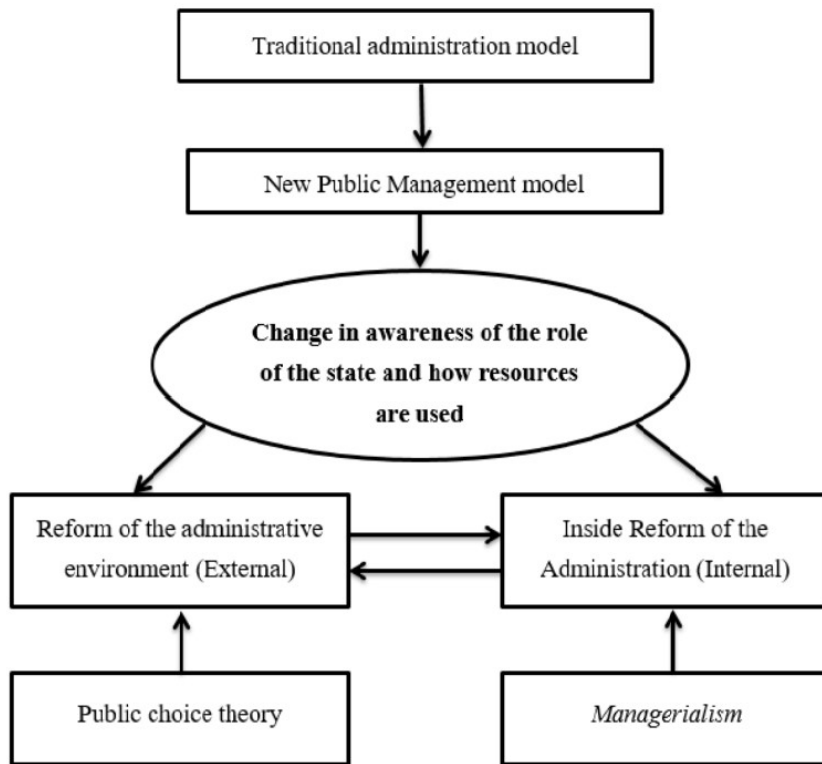 Traditional administration model
New Public Management model
Change in awareness of the role
of the state and how resources
are used
Reform of the administrative
environment (External)
Inside Reform of the
Administration (Internal)
Public choice theory
Managerialism